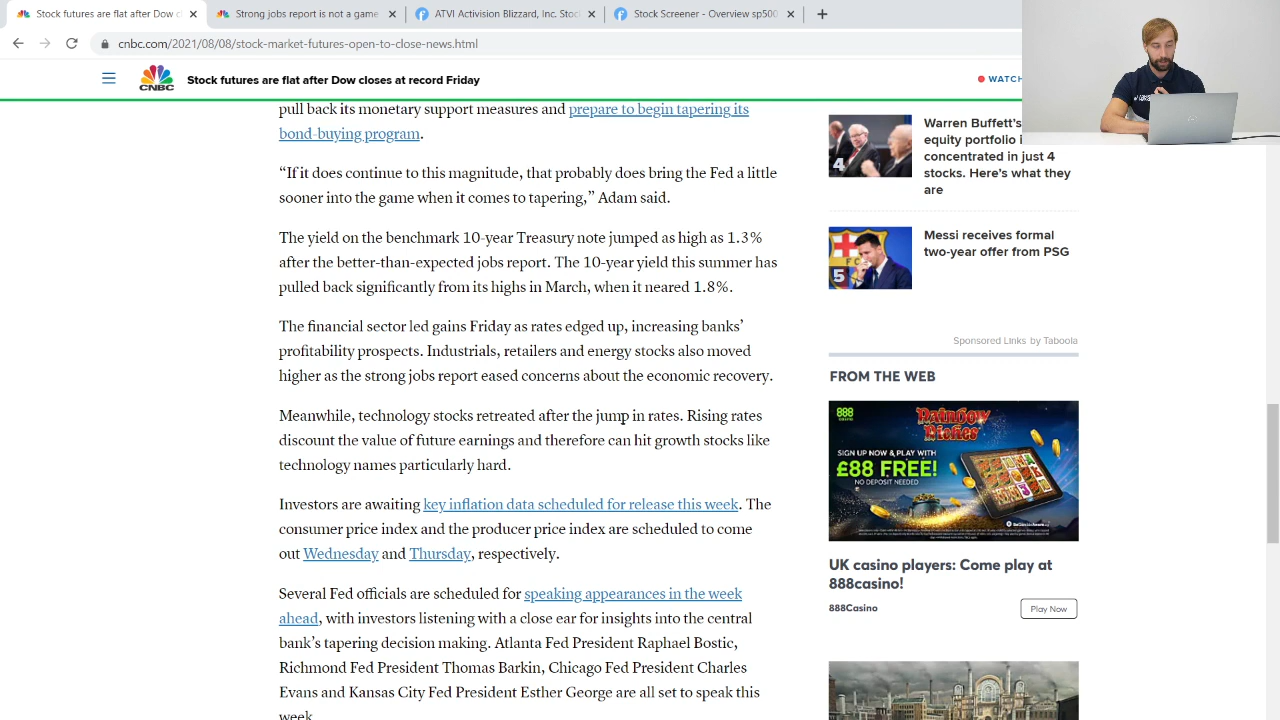 Stock futures are flat after Dow c
Strong jobs report is not a game
Activision Blizzard, Inc. Stoc
Stock Screener - Overview sp500
cnbc.com/2021/08/08/stock-market-futures-open-to-close-news.html
CNBC
Stock futures are flat after Dow closes at record Friday
WATCH
pull back its monetary support measures and prepare to begin tapering its
bond-buying program.
“If it does continue to this magnitude, that probably does bring the Fed a little
sooner into the game when it comes to tapering,” Adam said.
The yield on the benchmark 10-year Treasury note jumped as high as 1.3%
after better-than-expected jobs report. The 10-year yield this summer has
pulled back significantly from its highs in March, when it neared 1.8%.
The financial sector led gains Friday as rates edged up, increasing banks’
profitability prospects. Industrials, retailers and energy stocks also moved
higher as the strong jobs report eased concerns about the economic recovery.
Meanwhile, technology stocks retreated after the jump in rates. Rising rates
discount the value of future earnings and therefore can hit growth stocks like
technology names particularly hard.
Investors are awaiting key inflation data scheduled for release this week. The
consumer price index and the producer price index are scheduled to come
out Wednesday and Thursday, respectively.
Several Fed officials are scheduled for speaking appearances in the week
ahead, with investors listening with a close ear for insights into the central
bank’s tapering decision making. Atlanta Fed President Raphael Bostic,
Richmond Fed President Thomas Barkin, Chicago Fed President Charles
Evans and Kansas City Fed President Esther George are all set to speak this
week.
4
Warren Buffett’s
equity portfolio i
concentrated in just 4
stocks. Here’s what they
are
5
Messi receives formal
two-year offer from PSG
Sponsored Links by Taboola
FROM THE WEB
888
Rainbow
Riches
SIGN UP NOW & PLAY WITH
£88 FREE!
NO DEPOSIT NEEDED
UK casino players: Come play at
888casino!
888Casino
Play Now